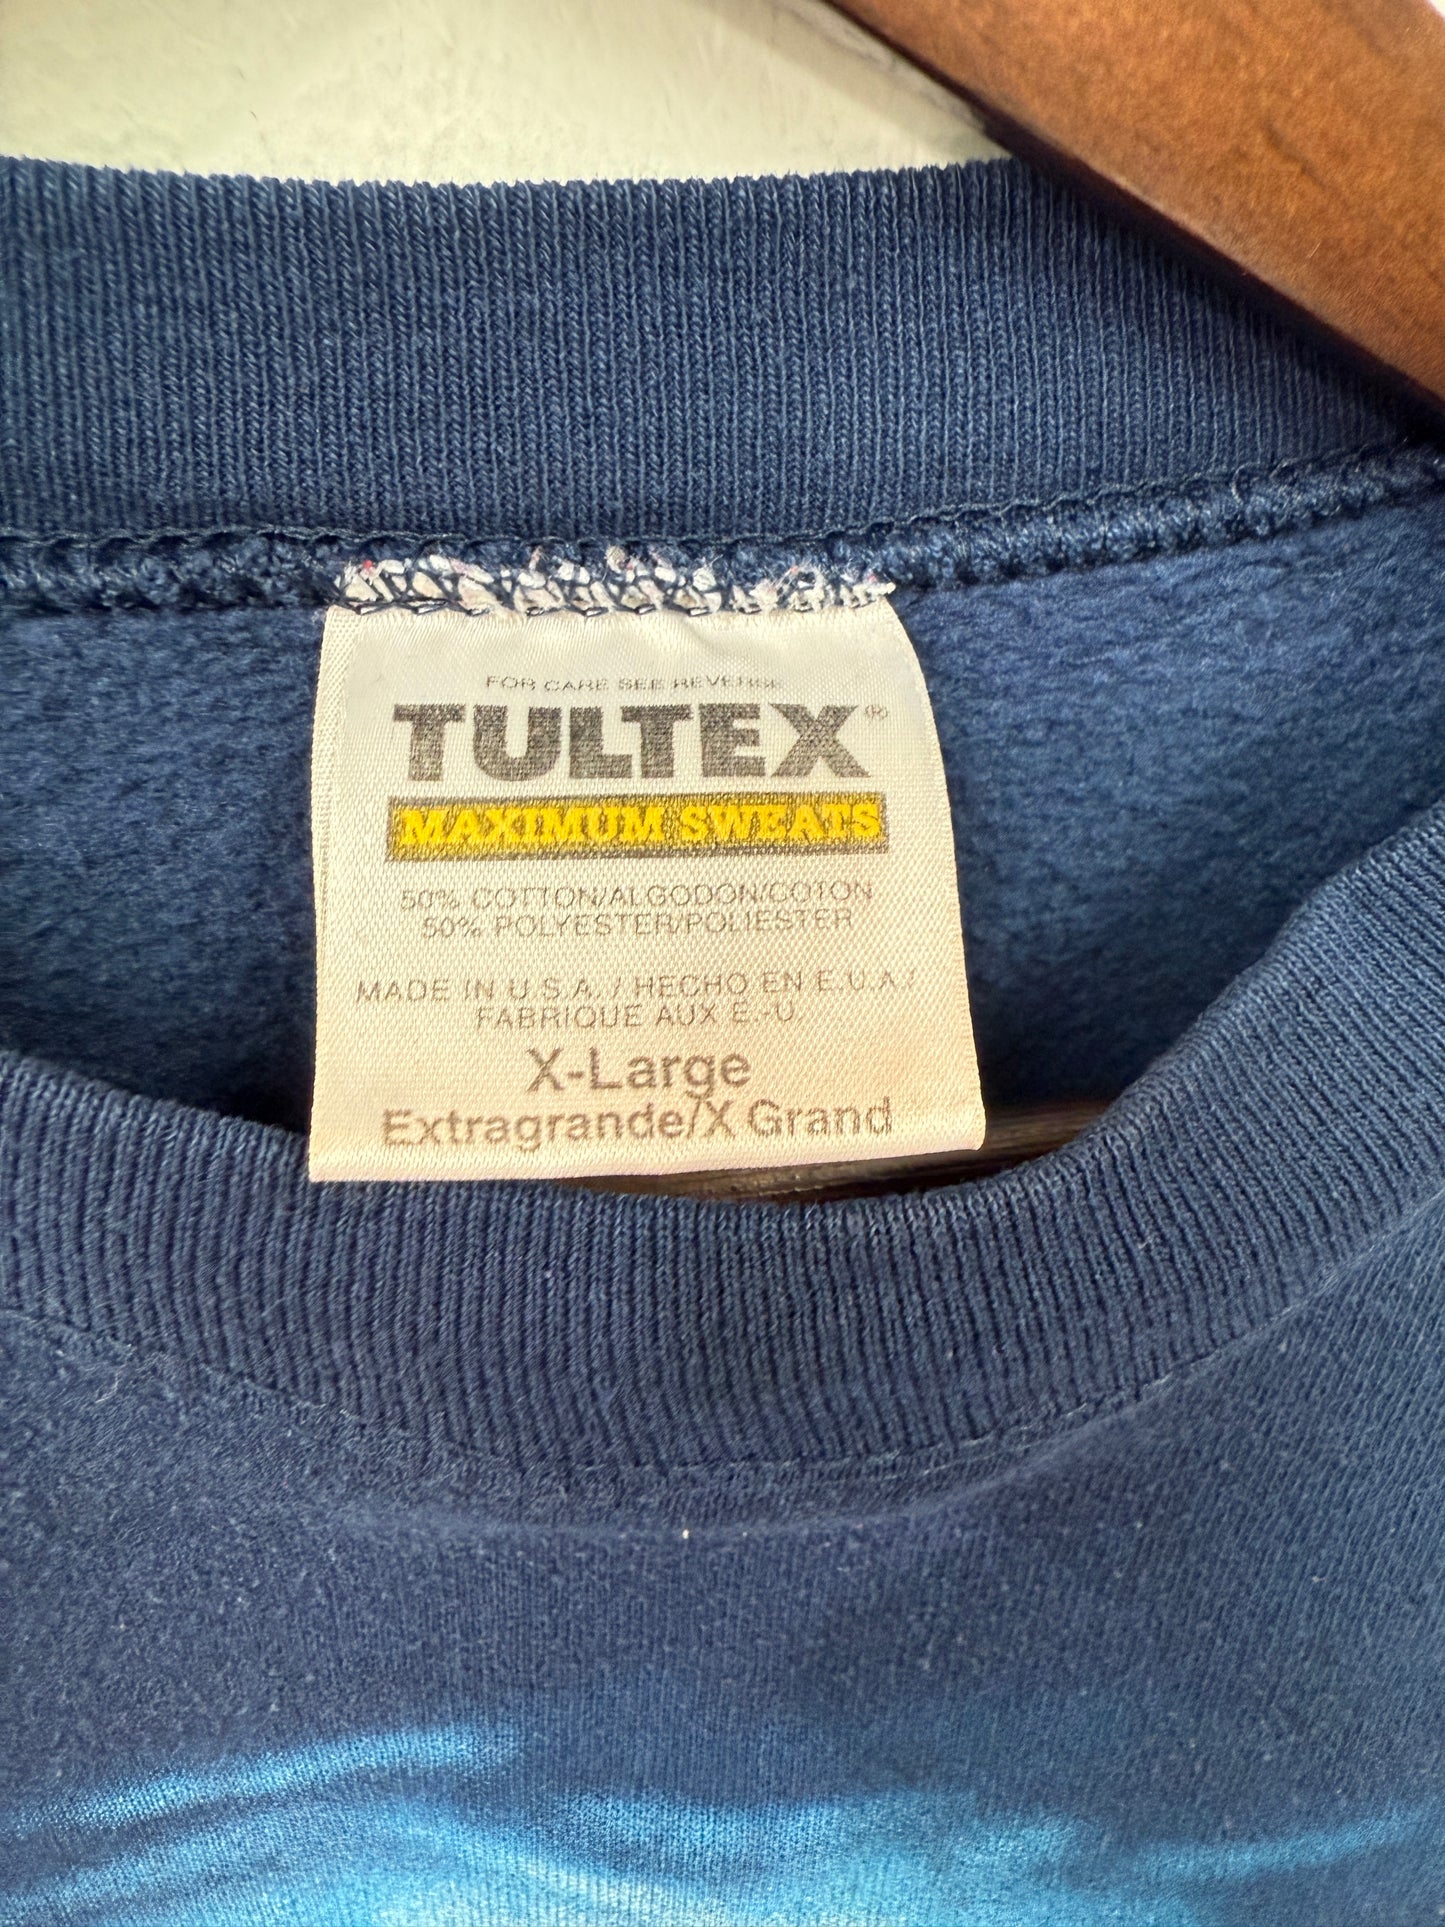 FOR CARE SEE REVERSE
TULTEX®
MAXIMUM SWEATS
50% COTTON/ALGODON/COTON
50% POLYESTER/POLIESTER
MADE IN U.S.A. / HECHO EN E.U.A /
FABRIQUE AUX E.-U.
X-Large
Extragrande/X Grand